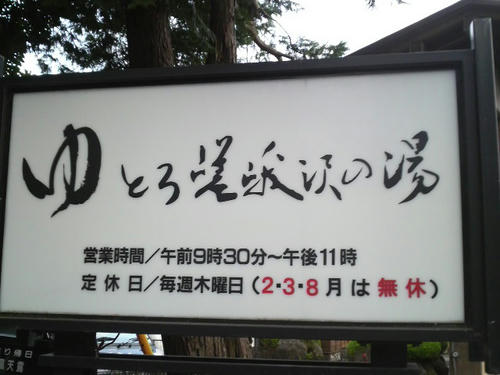 ゆとろ嵯峨沢の湯
営業時間／午前9時30分〜午後11時
定休日／毎週木曜日（2・3・8月は無休）